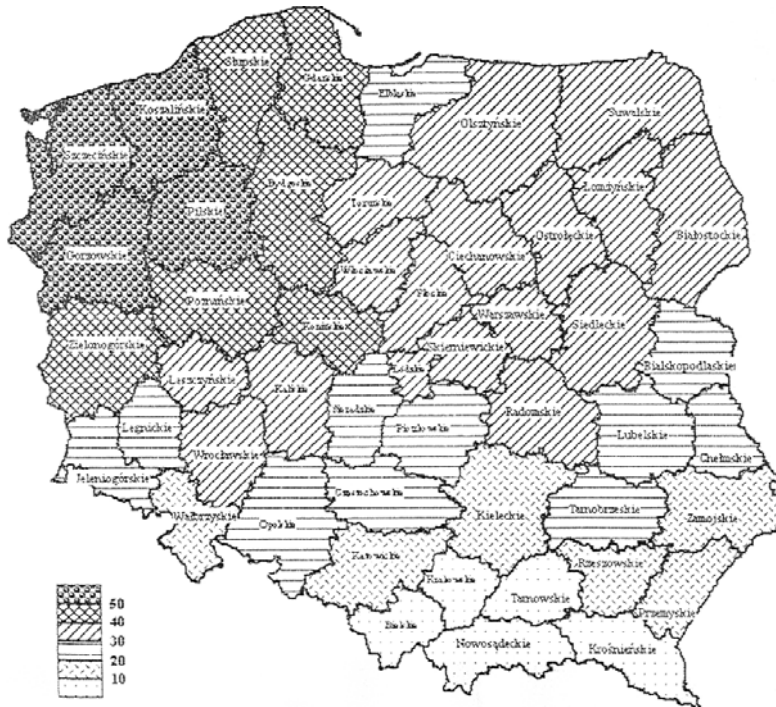 Słupskie
Gdańskie
Elbląskie
Koszalińskie
Olsztyńskie
Suwalskie
Szczecińskie
Łomżyńskie
Bydgoskie
Pilskie
Toruńskie
Ostrołęckie
Białostockie
Gorzowskie
Ciechanowskie
Włocławskie
Płockie
Poznańskie
Warszawskie
Konińskie
Siedleckie
Zielonogórskie
Skierniewickie
Łódzkie
Bialskopodlaskie
Leszczyńskie
Kaliskie
Sieradzkie
Radomskie
Legnickie
Piotrkowskie
Lubelskie
Wrocławskie
Chełmskie
Jeleniogórskie
Częstochowskie
Kieleckie
Tarnobrzeskie
Zamojskie
Wałbrzyskie
Opolskie
Katowickie
Rzeszowskie
Krakowskie
Tarnowskie
Przemyskie
Bielskie
Nowosądeckie
Krośnieńskie
50
40
30
20
10